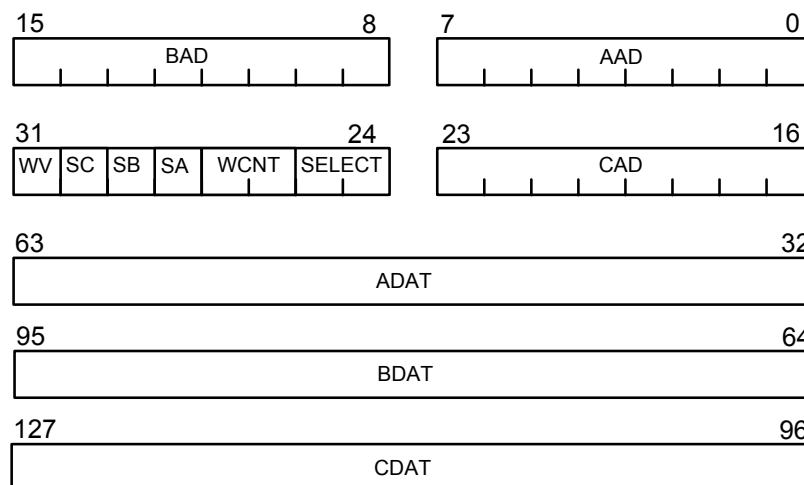 15 8 7 0
BAD AAD
31 24 23 16
WV SC SB SA WCNT SELECT CAD
63 32
ADAT
95 64
BDAT
127 96
CDAT